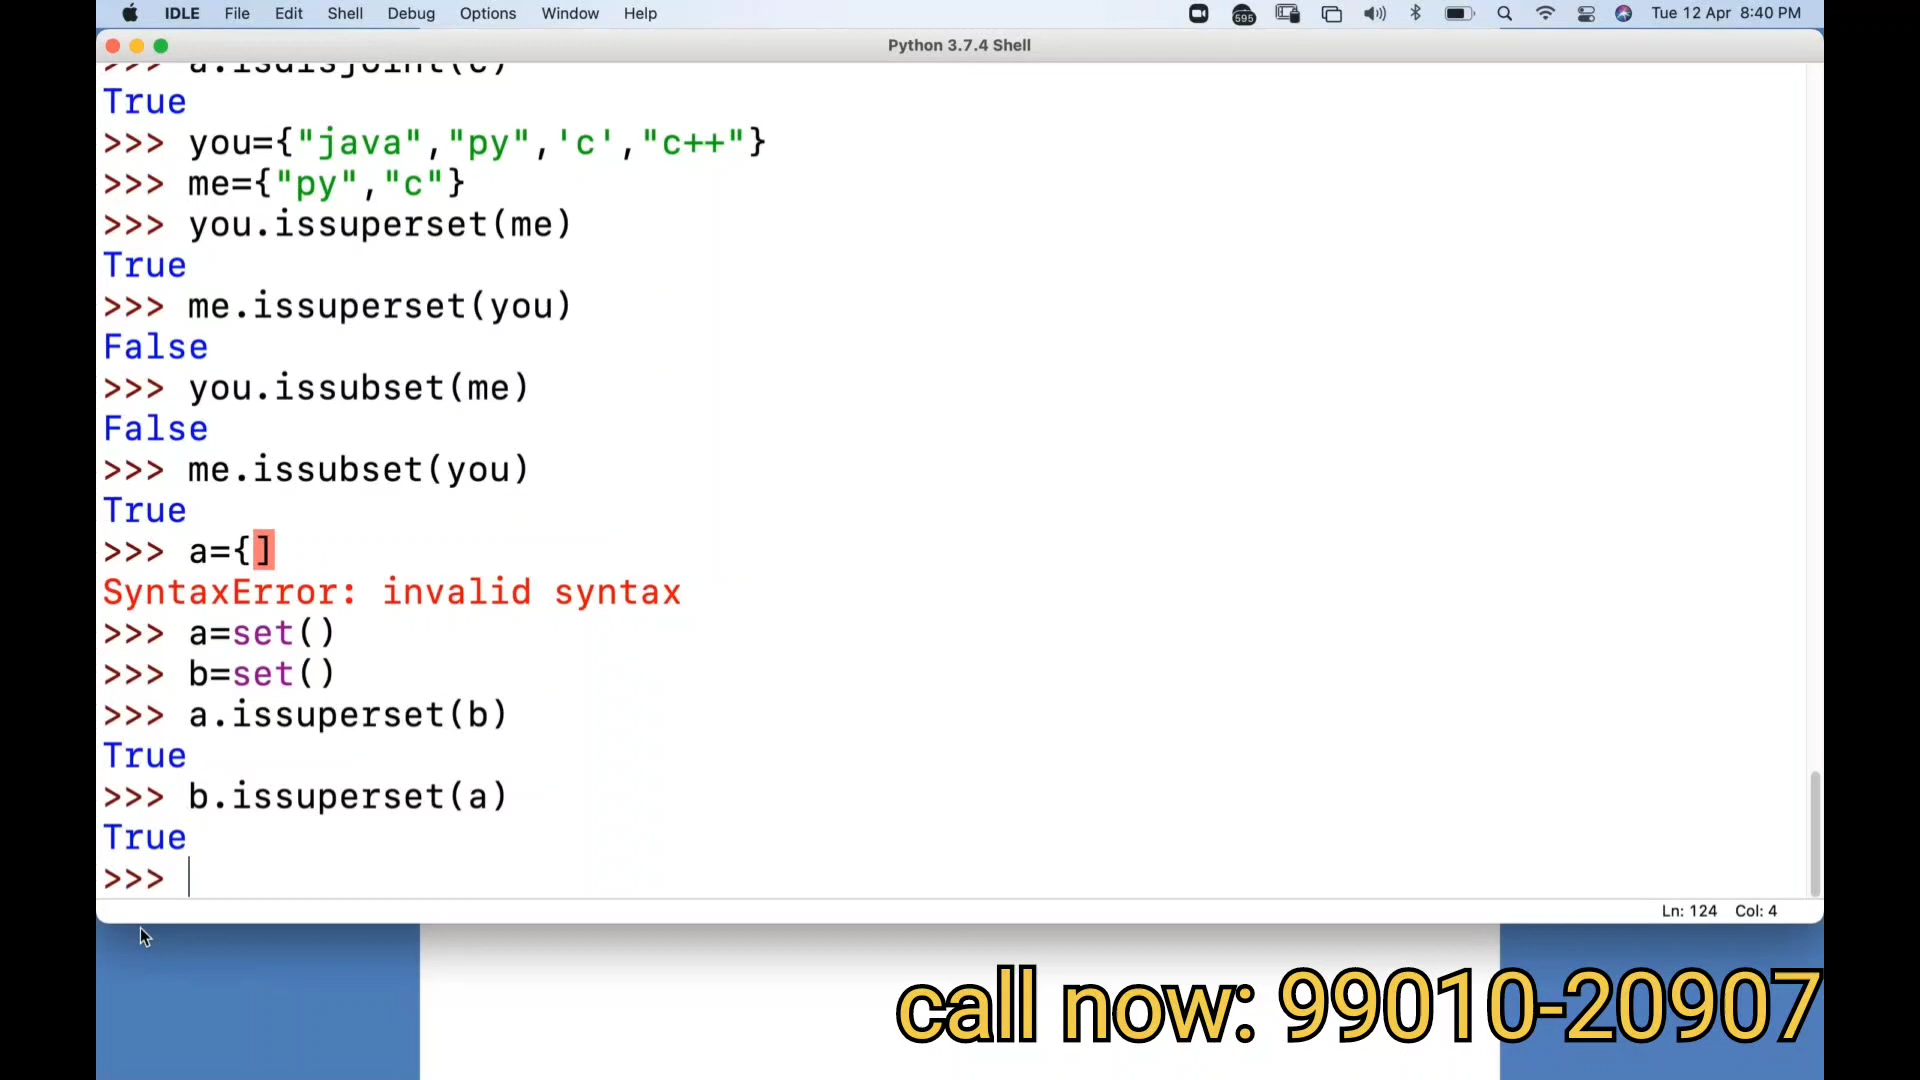 IDLE File Edit Shell Debug Options Window Help 595 Tue 12 Apr 8:40 PM
Python 3.7.4 Shell
>>> a.isdisjoint(c)
True
>>> you={"java","py",'c',"c++"}
>>> me={"py","c"}
>>> you.issuperset(me)
True
>>> me.issuperset(you)
False
>>> you.issubset(me)
False
>>> me.issubset(you)
True
>>> a={]
SyntaxError: invalid syntax
>>> a=set()
>>> b=set()
>>> a.issuperset(b)
True
>>> b.issuperset(a)
True
>>>
Ln: 124 Col: 4
call now: 99010-20907